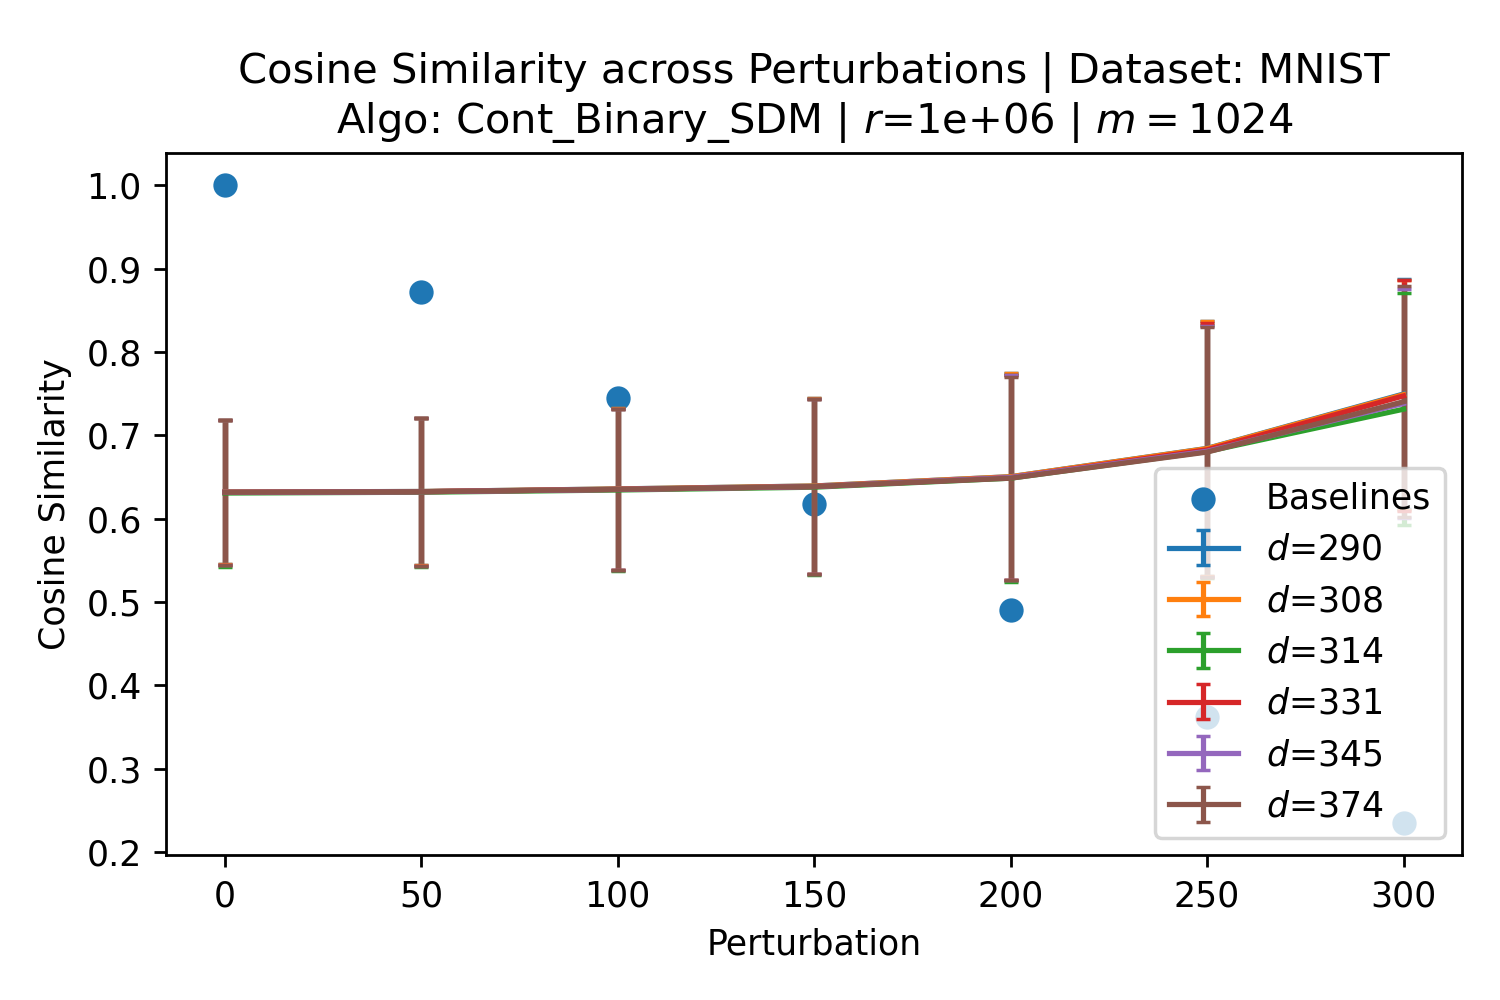 Cosine Similarity across Perturbations | Dataset: MNIST
Algo: Cont_Binary_SDM | r=1e+06 | m = 1024
Cosine Similarity
1.0
0.9
0.8
0.7
0.6
0.5
0.4
0.3
0.2
Baselines
d=290
d=308
d=314
d=331
d=345
d=374
0 50 100 150 200 250 300
Perturbation